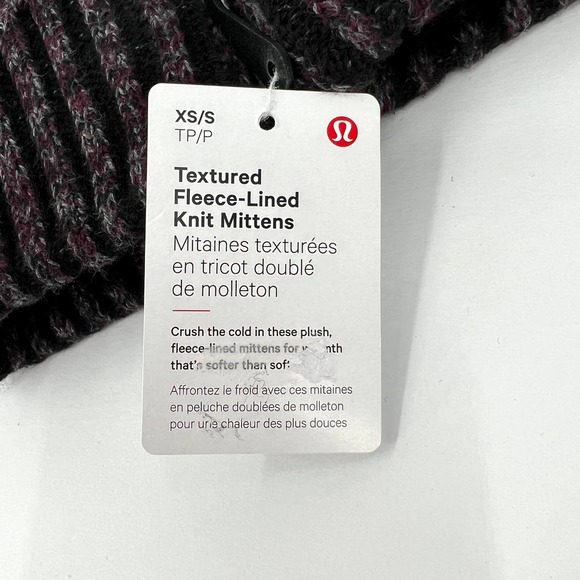 XS/S
TP/P
Textured
Fleece-Lined
Knit Mittens
Mitaines texturées
en tricot doublé
de molleton
Crush the cold in these plush,
fleece-lined mittens for
that's softer than
Affrontez le froid avec ces mitaines
en peluche doublées de molleton
pour une chaleur des plus douces